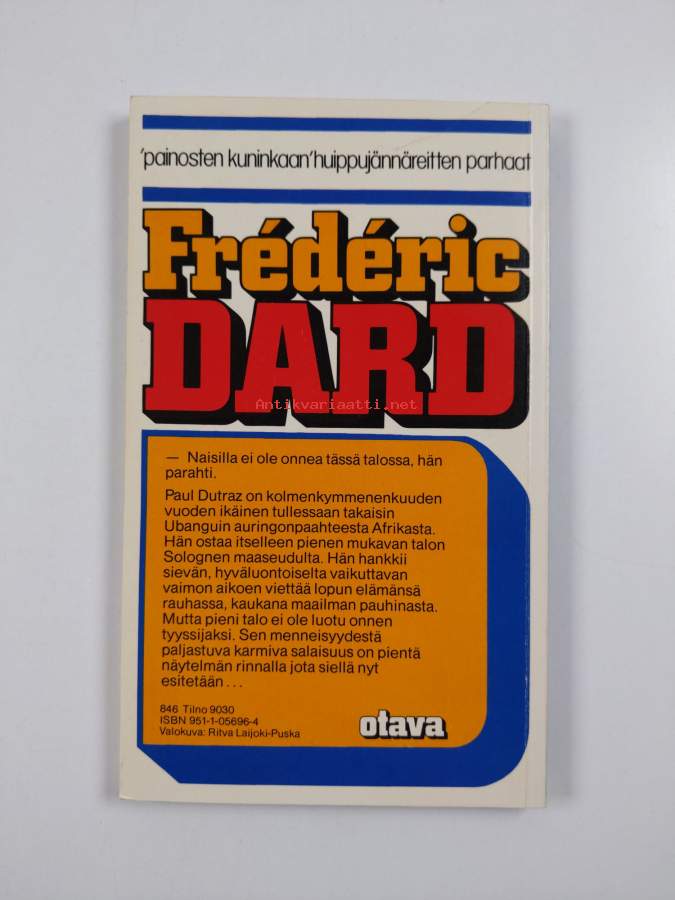 'painosten kuninkaan' huippujännäreitten parhaat
Frédéric
DARD
Antikvariaatti.net
— Naisilla ei ole onnea tässä talossa, hän
parahti.
Paul Dutraz on kolmenkymmenenkuuden
vuoden ikäinen tullessaan takaisin
Ubanguin auringonpaahteesta Afrikasta.
Hän ostaa itselleen pienen mukavan talon
Solognen maaseudulta. Hän hankkii
sievän, hyväluontoiselta vaikuttavan
vaimon aikoen viettää lopun elämänsä
rauhassa, kaukana maailman pauhinasta.
Mutta pieni talo ei ole luotu onnen
tyyssijaksi. Sen menneisyydestä
paljastuva karmiva salaisuus on pientä
näytelmän rinnalla jota siellä nyt
esitetään...
846 Tilno 9030
ISBN 951-1-05696-4
Valokuva: Ritva Laijoki-Puska
otava